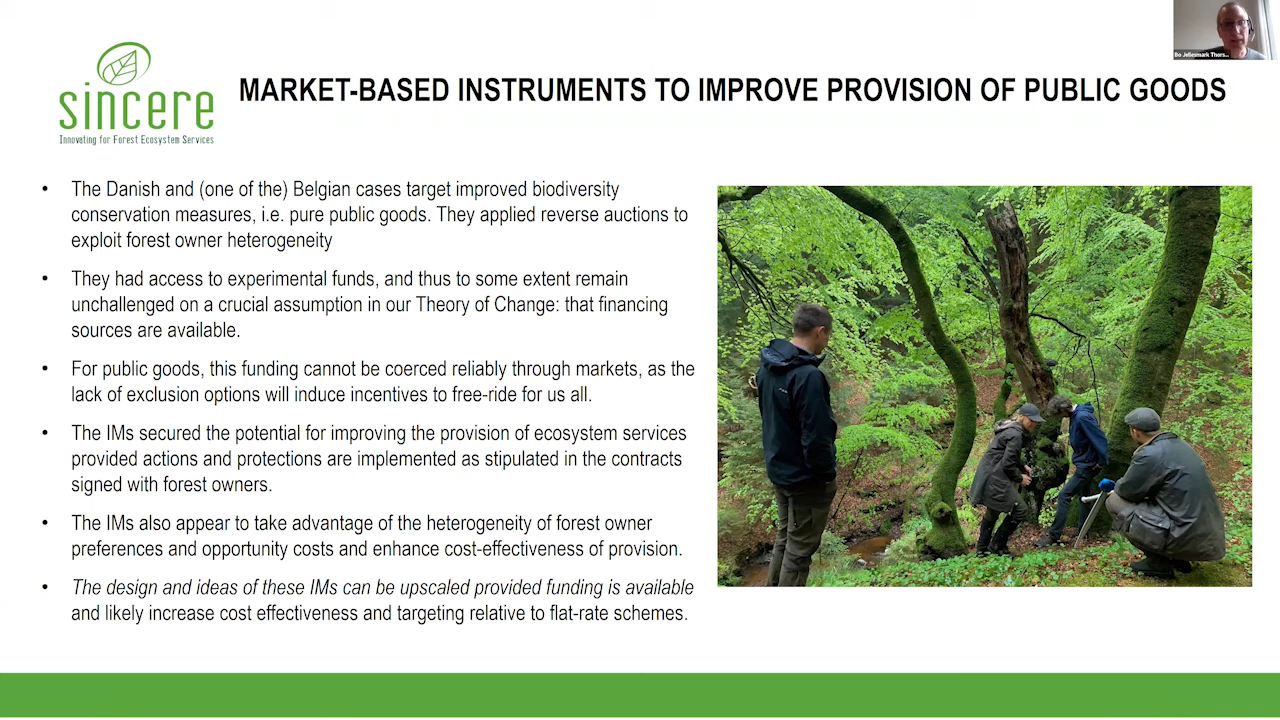 Bo Jellesmark Thors...
sincere
Innovating for Forest Ecosystem Services
MARKET-BASED INSTRUMENTS TO IMPROVE PROVISION OF PUBLIC GOODS
• The Danish and (one of the) Belgian cases target improved biodiversity
conservation measures, i.e. pure public goods. They applied reverse auctions to
exploit forest owner heterogeneity
• They had access to experimental funds, and thus to some extent remain
unchallenged on a crucial assumption in our Theory of Change: that financing
sources are available.
• For public goods, this funding cannot be coerced reliably through markets, as the
lack of exclusion options will induce incentives to free-ride for us all.
• The IMs secured the potential for improving the provision of ecosystem services
provided actions and protections are implemented as stipulated in the contracts
signed with forest owners.
• The IMs also appear to take advantage of the heterogeneity of forest owner
preferences and opportunity costs and enhance cost-effectiveness of provision.
• The design and ideas of these IMs can be upscaled provided funding is available
and likely increase cost effectiveness and targeting relative to flat-rate schemes.